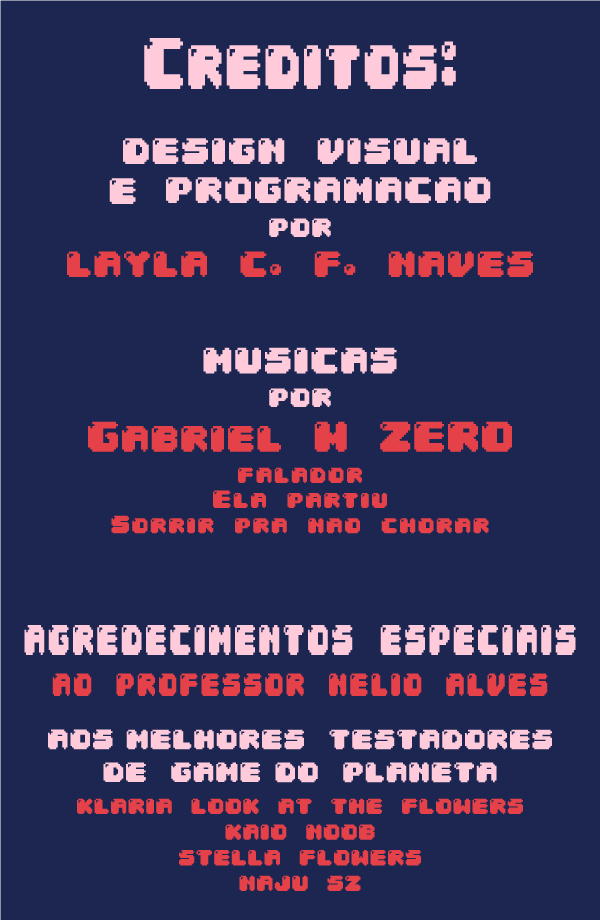 Creditos:
DESIGN VISUAL
E PROGRAMACAO
POR
LAYLA C. F. NAVES
MUSICAS
POR
GABRIEL M ZERO
FALADOR
ELA PARTIU
SORRIR PRA NAO CHORAR
AGREDECIMENTOS ESPECIAIS
AO PROFESSOR NELIO ALVES
AOS MELHORES TESTADORES
DE GAME DO PLANETA
KLARIA LOOK AT THE FLOWERS
KAIO NOOB
STELLA FLOWERS
MAJU SZ